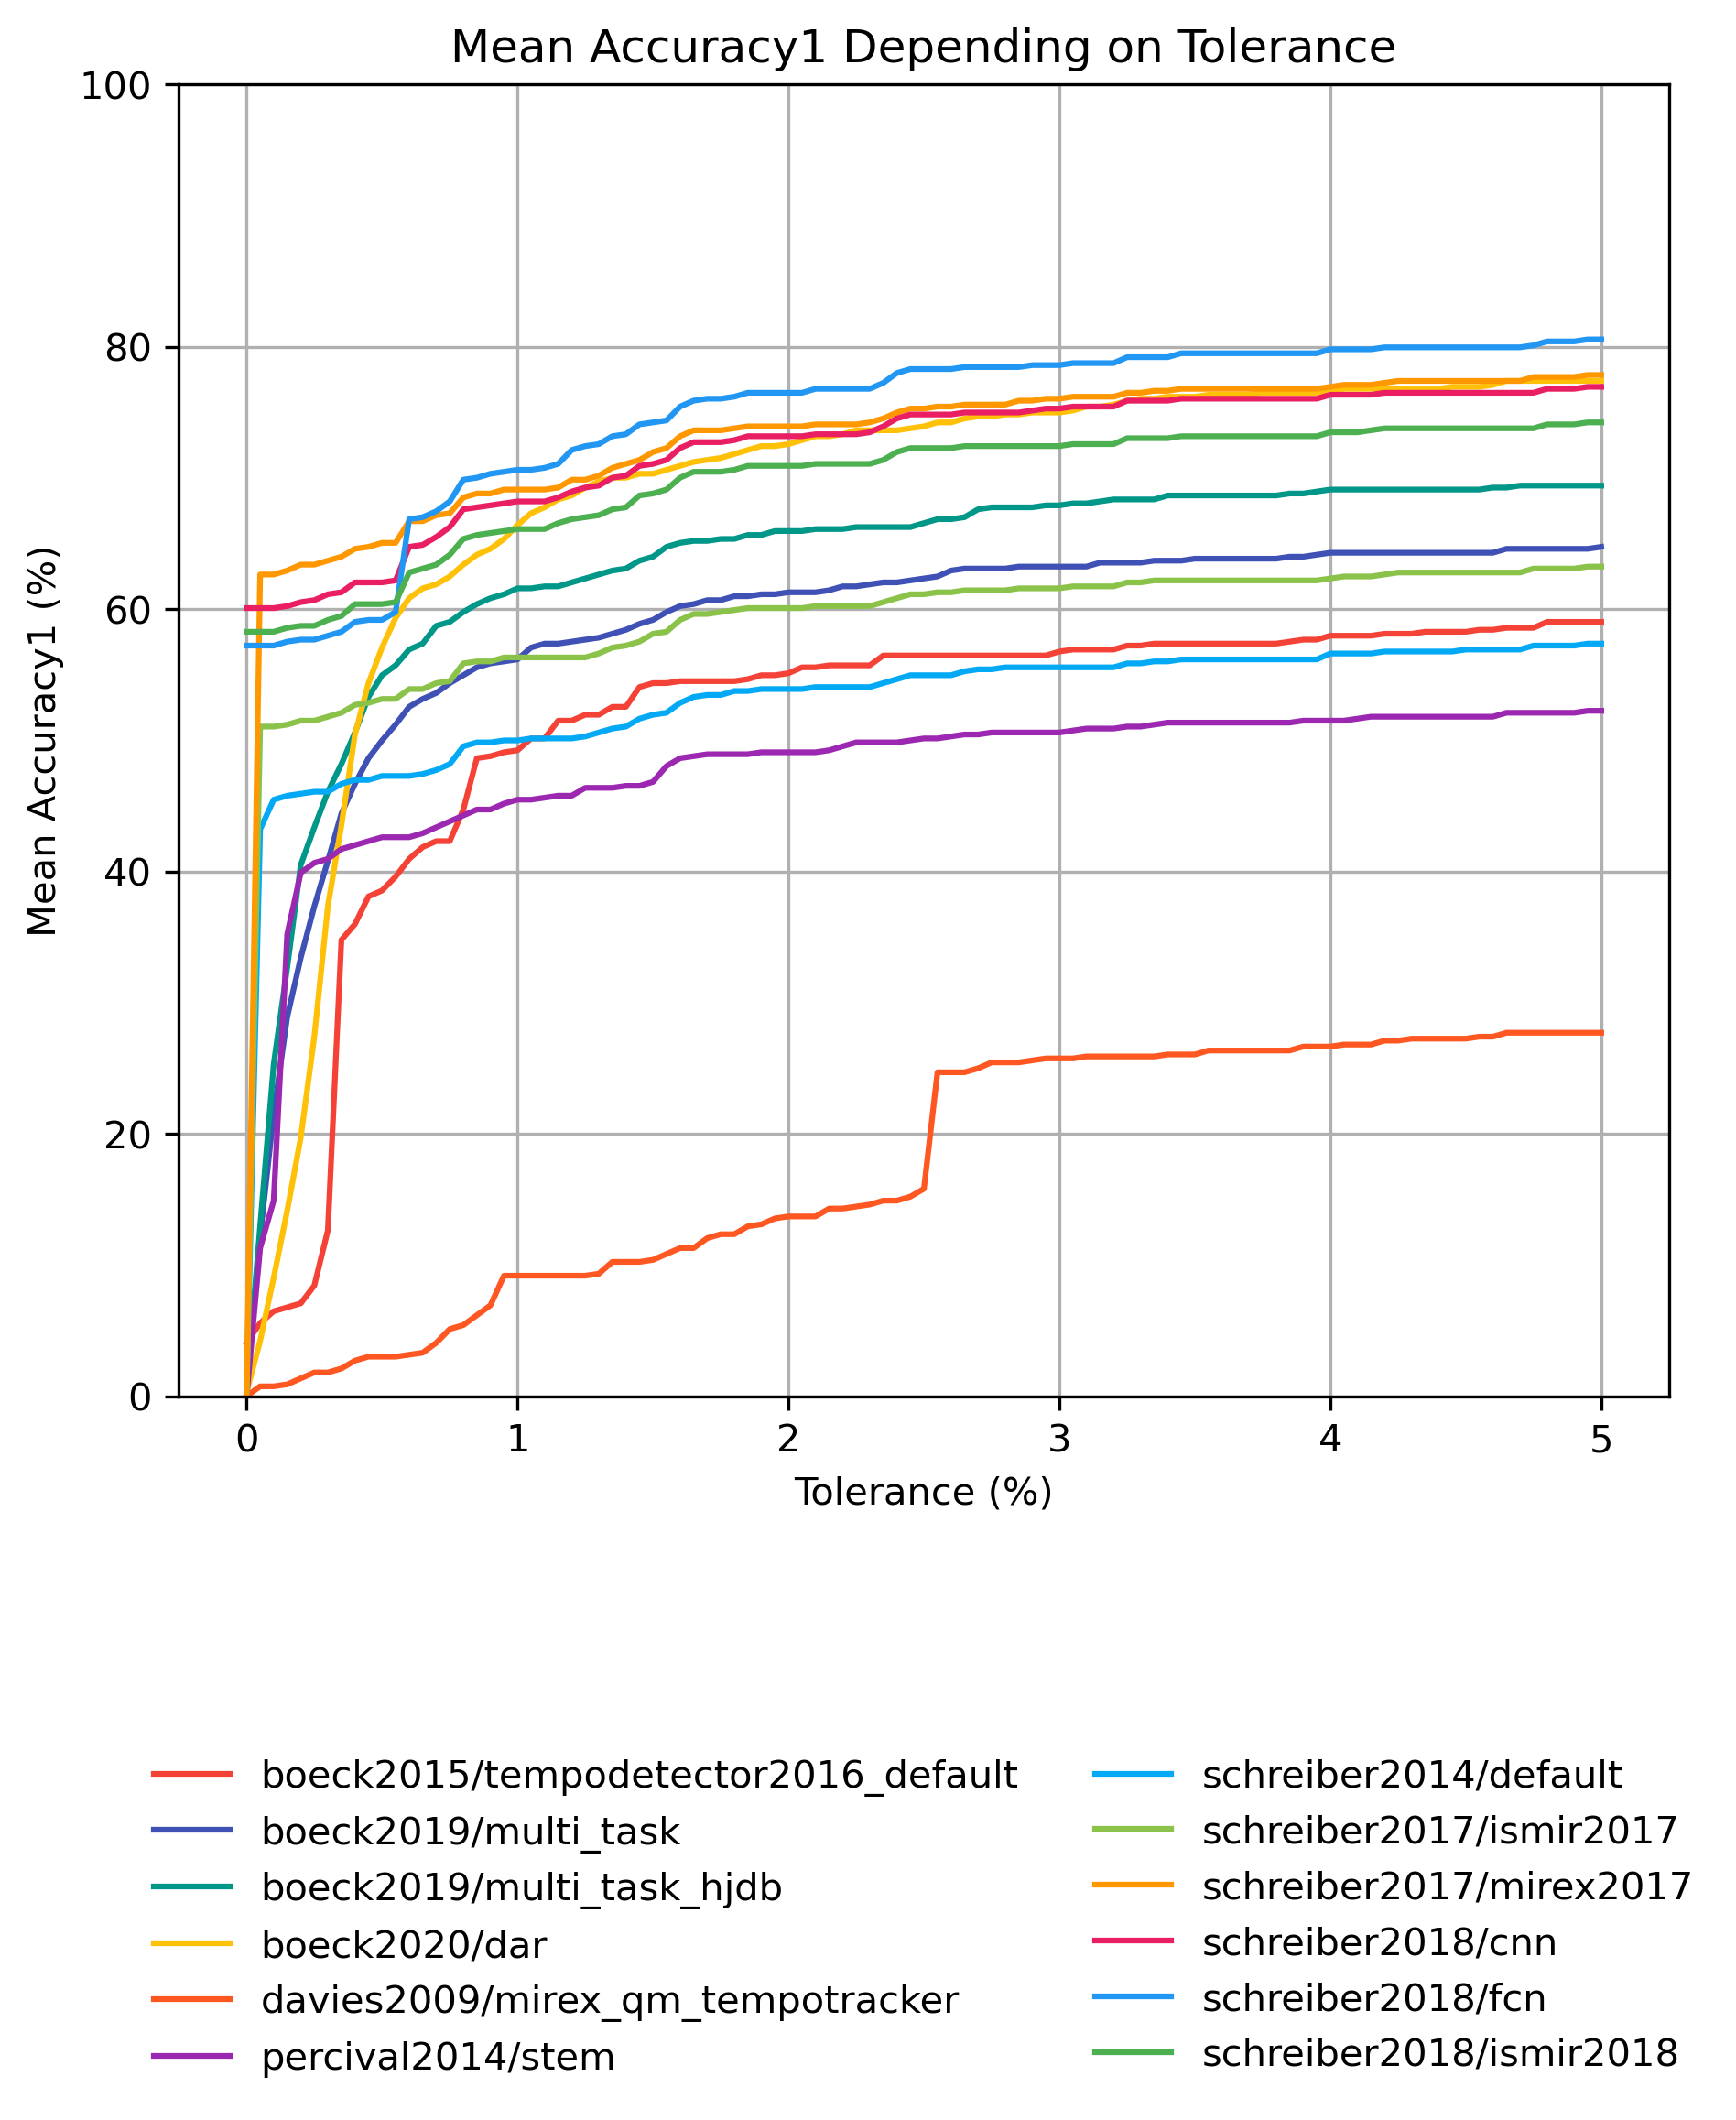 Mean Accuracy1 Depending on Tolerance
Mean Accuracy1 (%)
100
80
60
40
20
0
0 1 2 3 4 5
Tolerance (%)
boeck2015/tempodetector2016_default
boeck2019/multi_task
boeck2019/multi_task_hjdb
boeck2020/dar
davies2009/mirex_qm_tempotracker
percival2014/stem
schreiber2014/default
schreiber2017/ismir2017
schreiber2017/mirex2017
schreiber2018/cnn
schreiber2018/fcn
schreiber2018/ismir2018